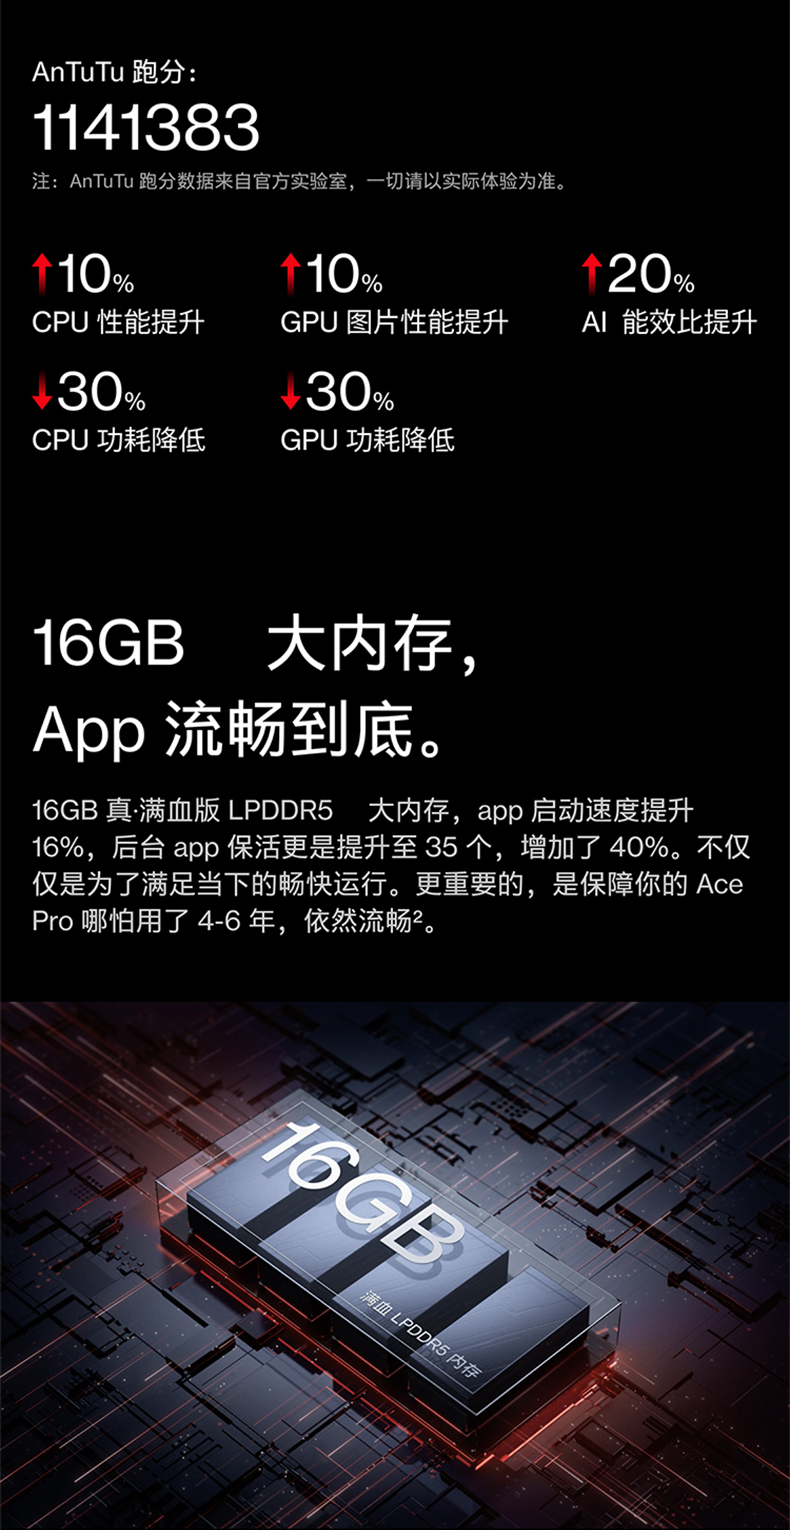 AnTuTu 跑分:
1141383
注：AnTuTu 跑分数据来自官方实验室，一切请以实际体验为准。
↑10% ↑10% ↑20%
CPU 性能提升 GPU 图片性能提升 AI 能效比提升
↓30% ↓30%
CPU 功耗降低 GPU 功耗降低
16GB 大内存，
App 流畅到底。
16GB 真·满血版 LPDDR5 大内存，app 启动速度提升
16%，后台 app 保活更是提升至 35 个，增加了 40%。不仅
仅是为了满足当下的畅快运行。更重要的，是保障你的 Ace
Pro 哪怕用了 4-6 年，依然流畅²。
16GB
满血 LPDDR5 内存